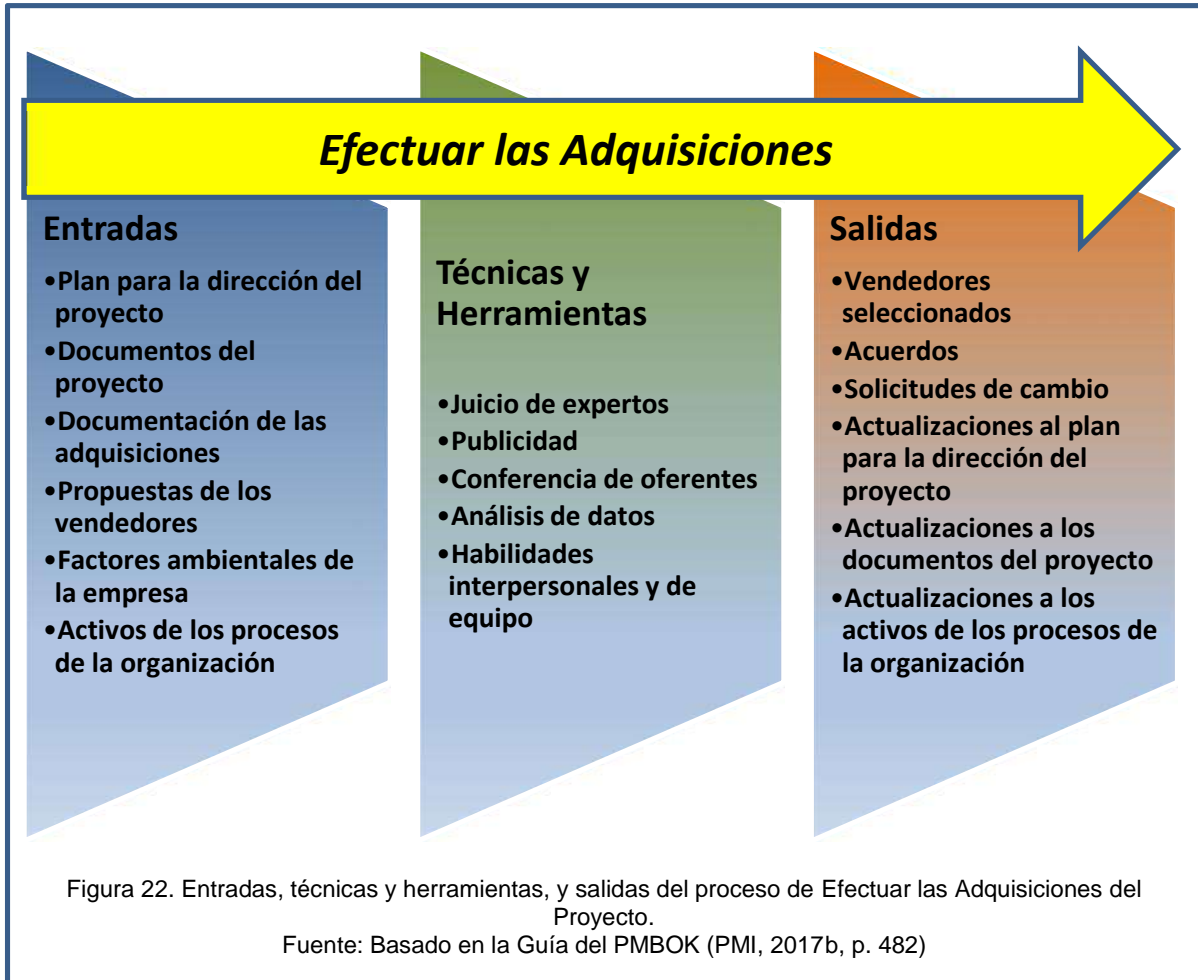 Efectuar las Adquisiciones
Entradas
•Plan para la dirección del
proyecto
•Documentos del
proyecto
•Documentación de las
adquisiciones
•Propuestas de los
vendedores
•Factores ambientales de
la empresa
•Activos de los procesos
de la organización
Técnicas y
Herramientas
•Juicio de expertos
•Publicidad
•Conferencia de oferentes
•Análisis de datos
•Habilidades
interpersonales y de
equipo
Salidas
•Vendedores
seleccionados
•Acuerdos
•Solicitudes de cambio
•Actualizaciones al plan
para la dirección del
proyecto
•Actualizaciones a los
documentos del proyecto
•Actualizaciones a los
activos de los procesos de
la organización
Figura 22. Entradas, técnicas y herramientas, y salidas del proceso de Efectuar las Adquisiciones del
Proyecto.
Fuente: Basado en la Guía del PMBOK (PMI, 2017b, p. 482)